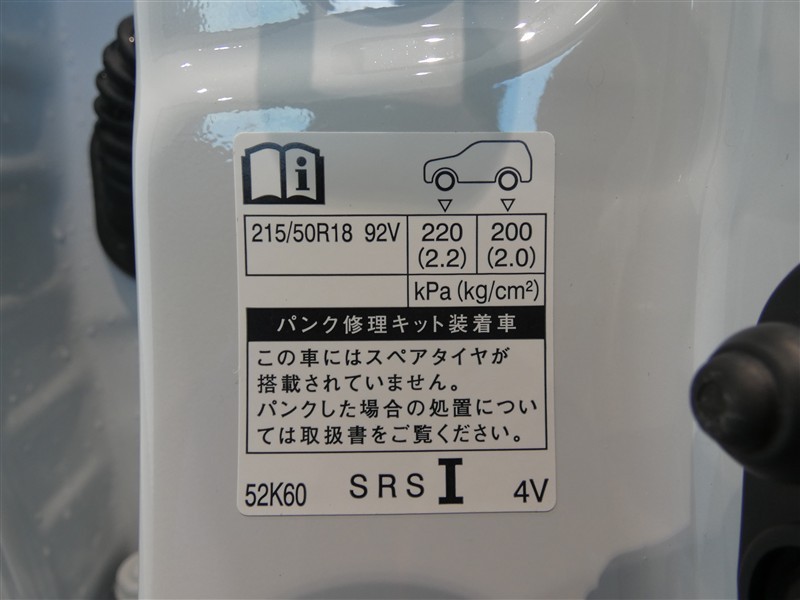 215/50R18 92V 220 200
(2.2) (2.0)
kPa (kg/cm²)
パンク修理キット装着車
この車にはスペアタイヤが
搭載されていません。
パンクした場合の処置につい
ては取扱書をご覧ください。
52K60 SRS I 4V